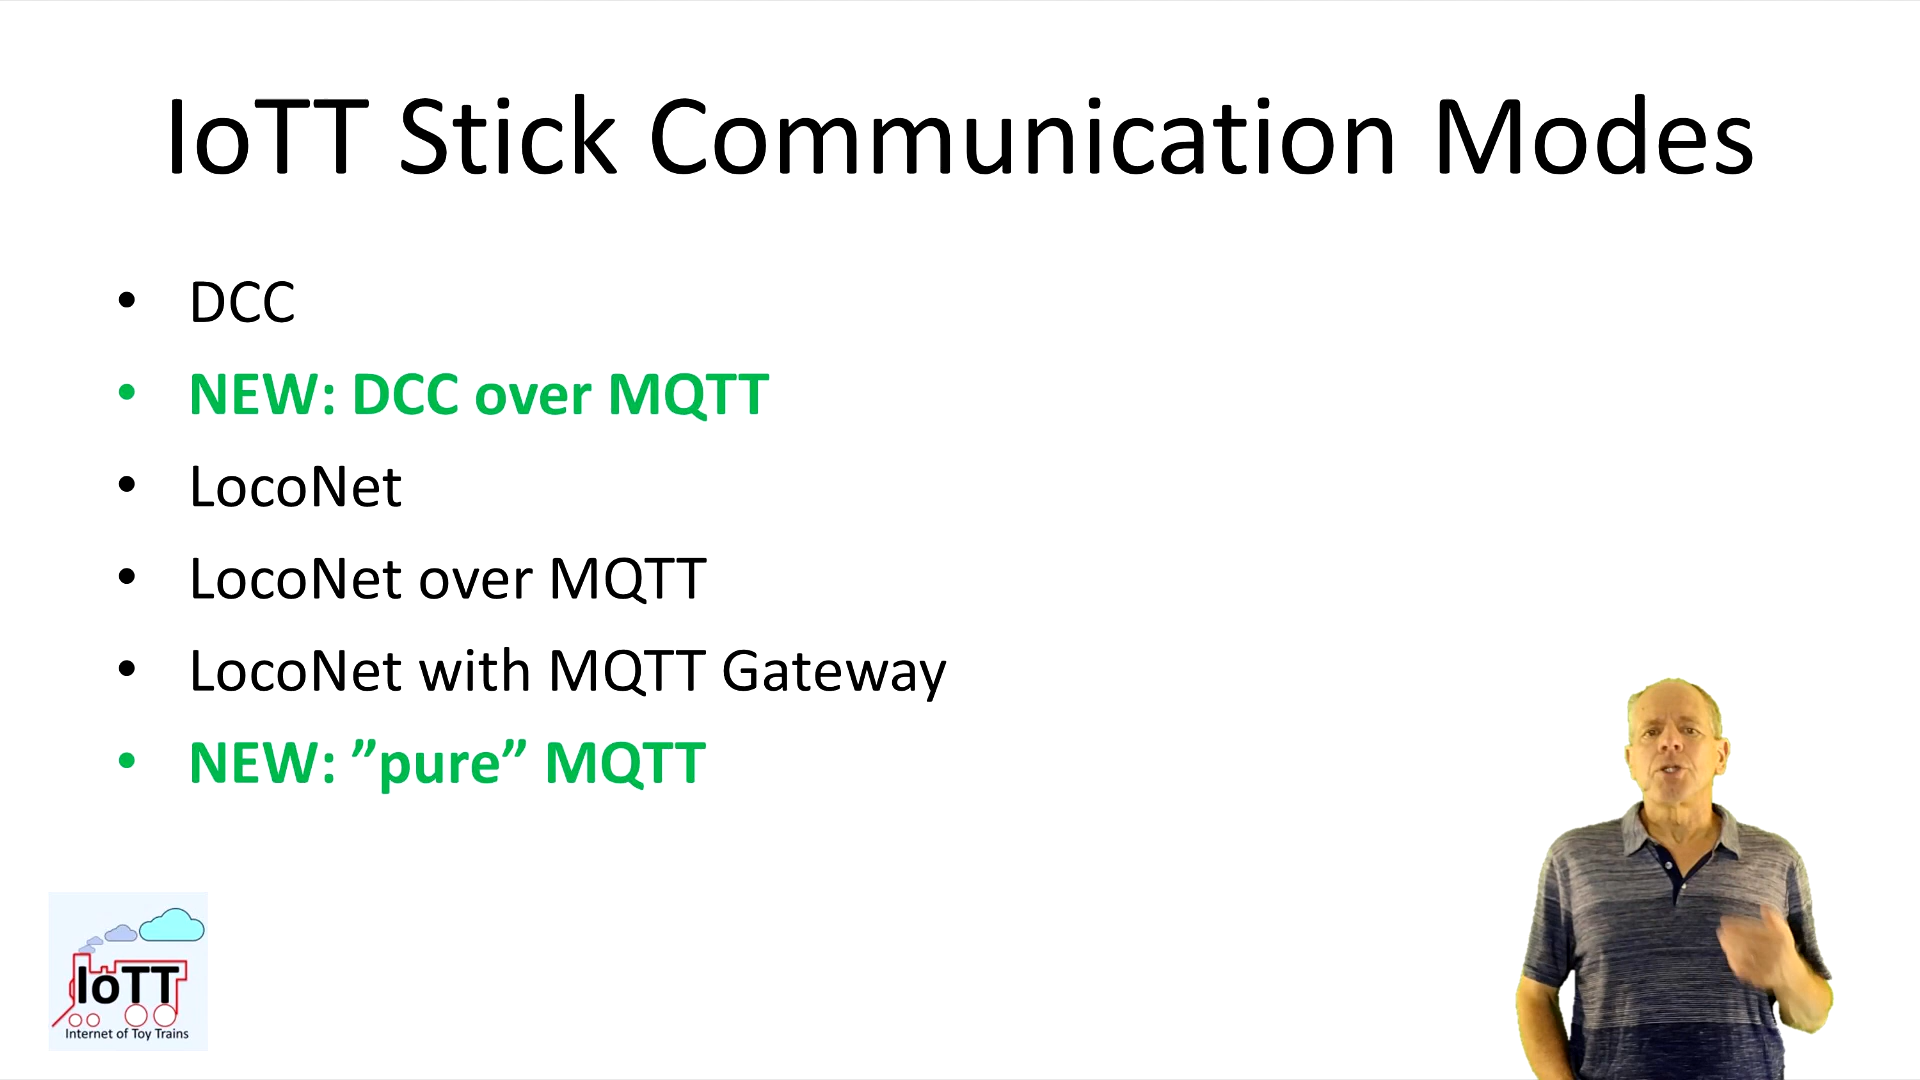 IoTT Stick Communication Modes
• DCC
• NEW: DCC over MQTT
• LocoNet
• LocoNet over MQTT
• LocoNet with MQTT Gateway
• NEW: ”pure” MQTT
IoTT
Internet of Toy Trains